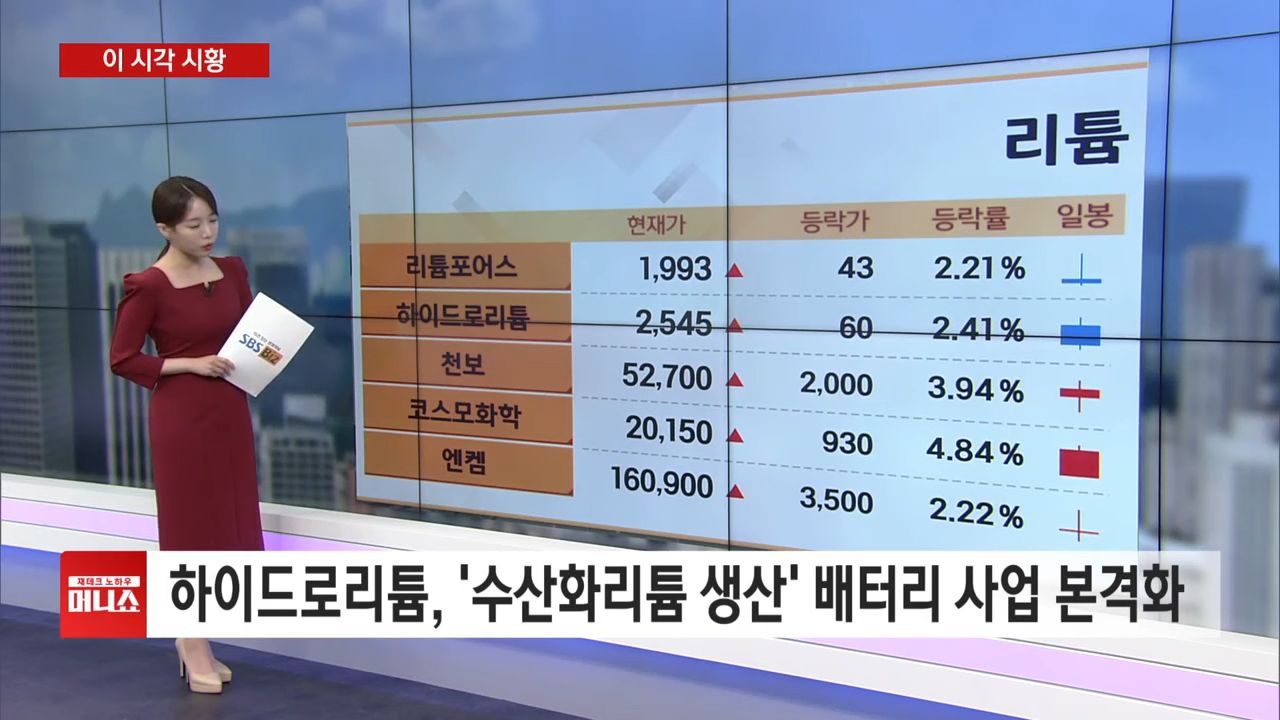 이 시각 시황
리튬
현재가 등락가 등락률 일봉
리튬포어스 1,993 ▲ 43 2.21%
하이드로리튬 2,545 ▲ 60 2.41%
천보 52,700 ▲ 2,000 3.94%
코스모화학 20,150 ▲ 930 4.84%
엔켐 160,900 ▲ 3,500 2.22%
SBS Biz
재테크 노하우
머니쇼
하이드로리튬, '수산화리튬 생산' 배터리 사업 본격화